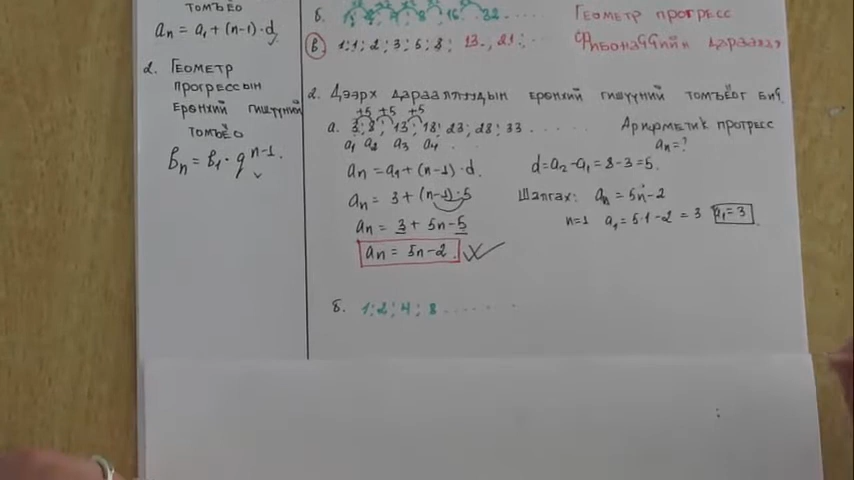 томъёо
aₙ = a₁ + (n-1)·d
2. Геометр
прогрессын
ерөнхий гишүүний
томъёо
bₙ = b₁ · qⁿ⁻¹.
б. 1; 2; 4; 8; 16; 32.....
Геометр прогресс
в. 1; 1; 2; 3; 5; 8; 13., 21; ...
Фибоначчийн дараалал
2. Дээрх дарааллуудын ерөнхий гишүүний томъёог бич.
+5 +5 +5
а. 3; 8; 13; 18; 23; 28; 33 . . . . . .
Арифметик прогресс
a₁ a₂ a₃ a₄ . . .
aₙ = ?
aₙ = a₁ + (n-1)·d.
d = a₂ - a₁ = 8 - 3 = 5.
aₙ = 3 + (n-1)·5
Шалгах: aₙ = 5n - 2
aₙ = 3 + 5n - 5
n=1 a₁ = 5·1 - 2 = 3 a₁ = 3
aₙ = 5n - 2.
б. 1; 2; 4; 8 . . . . . . .